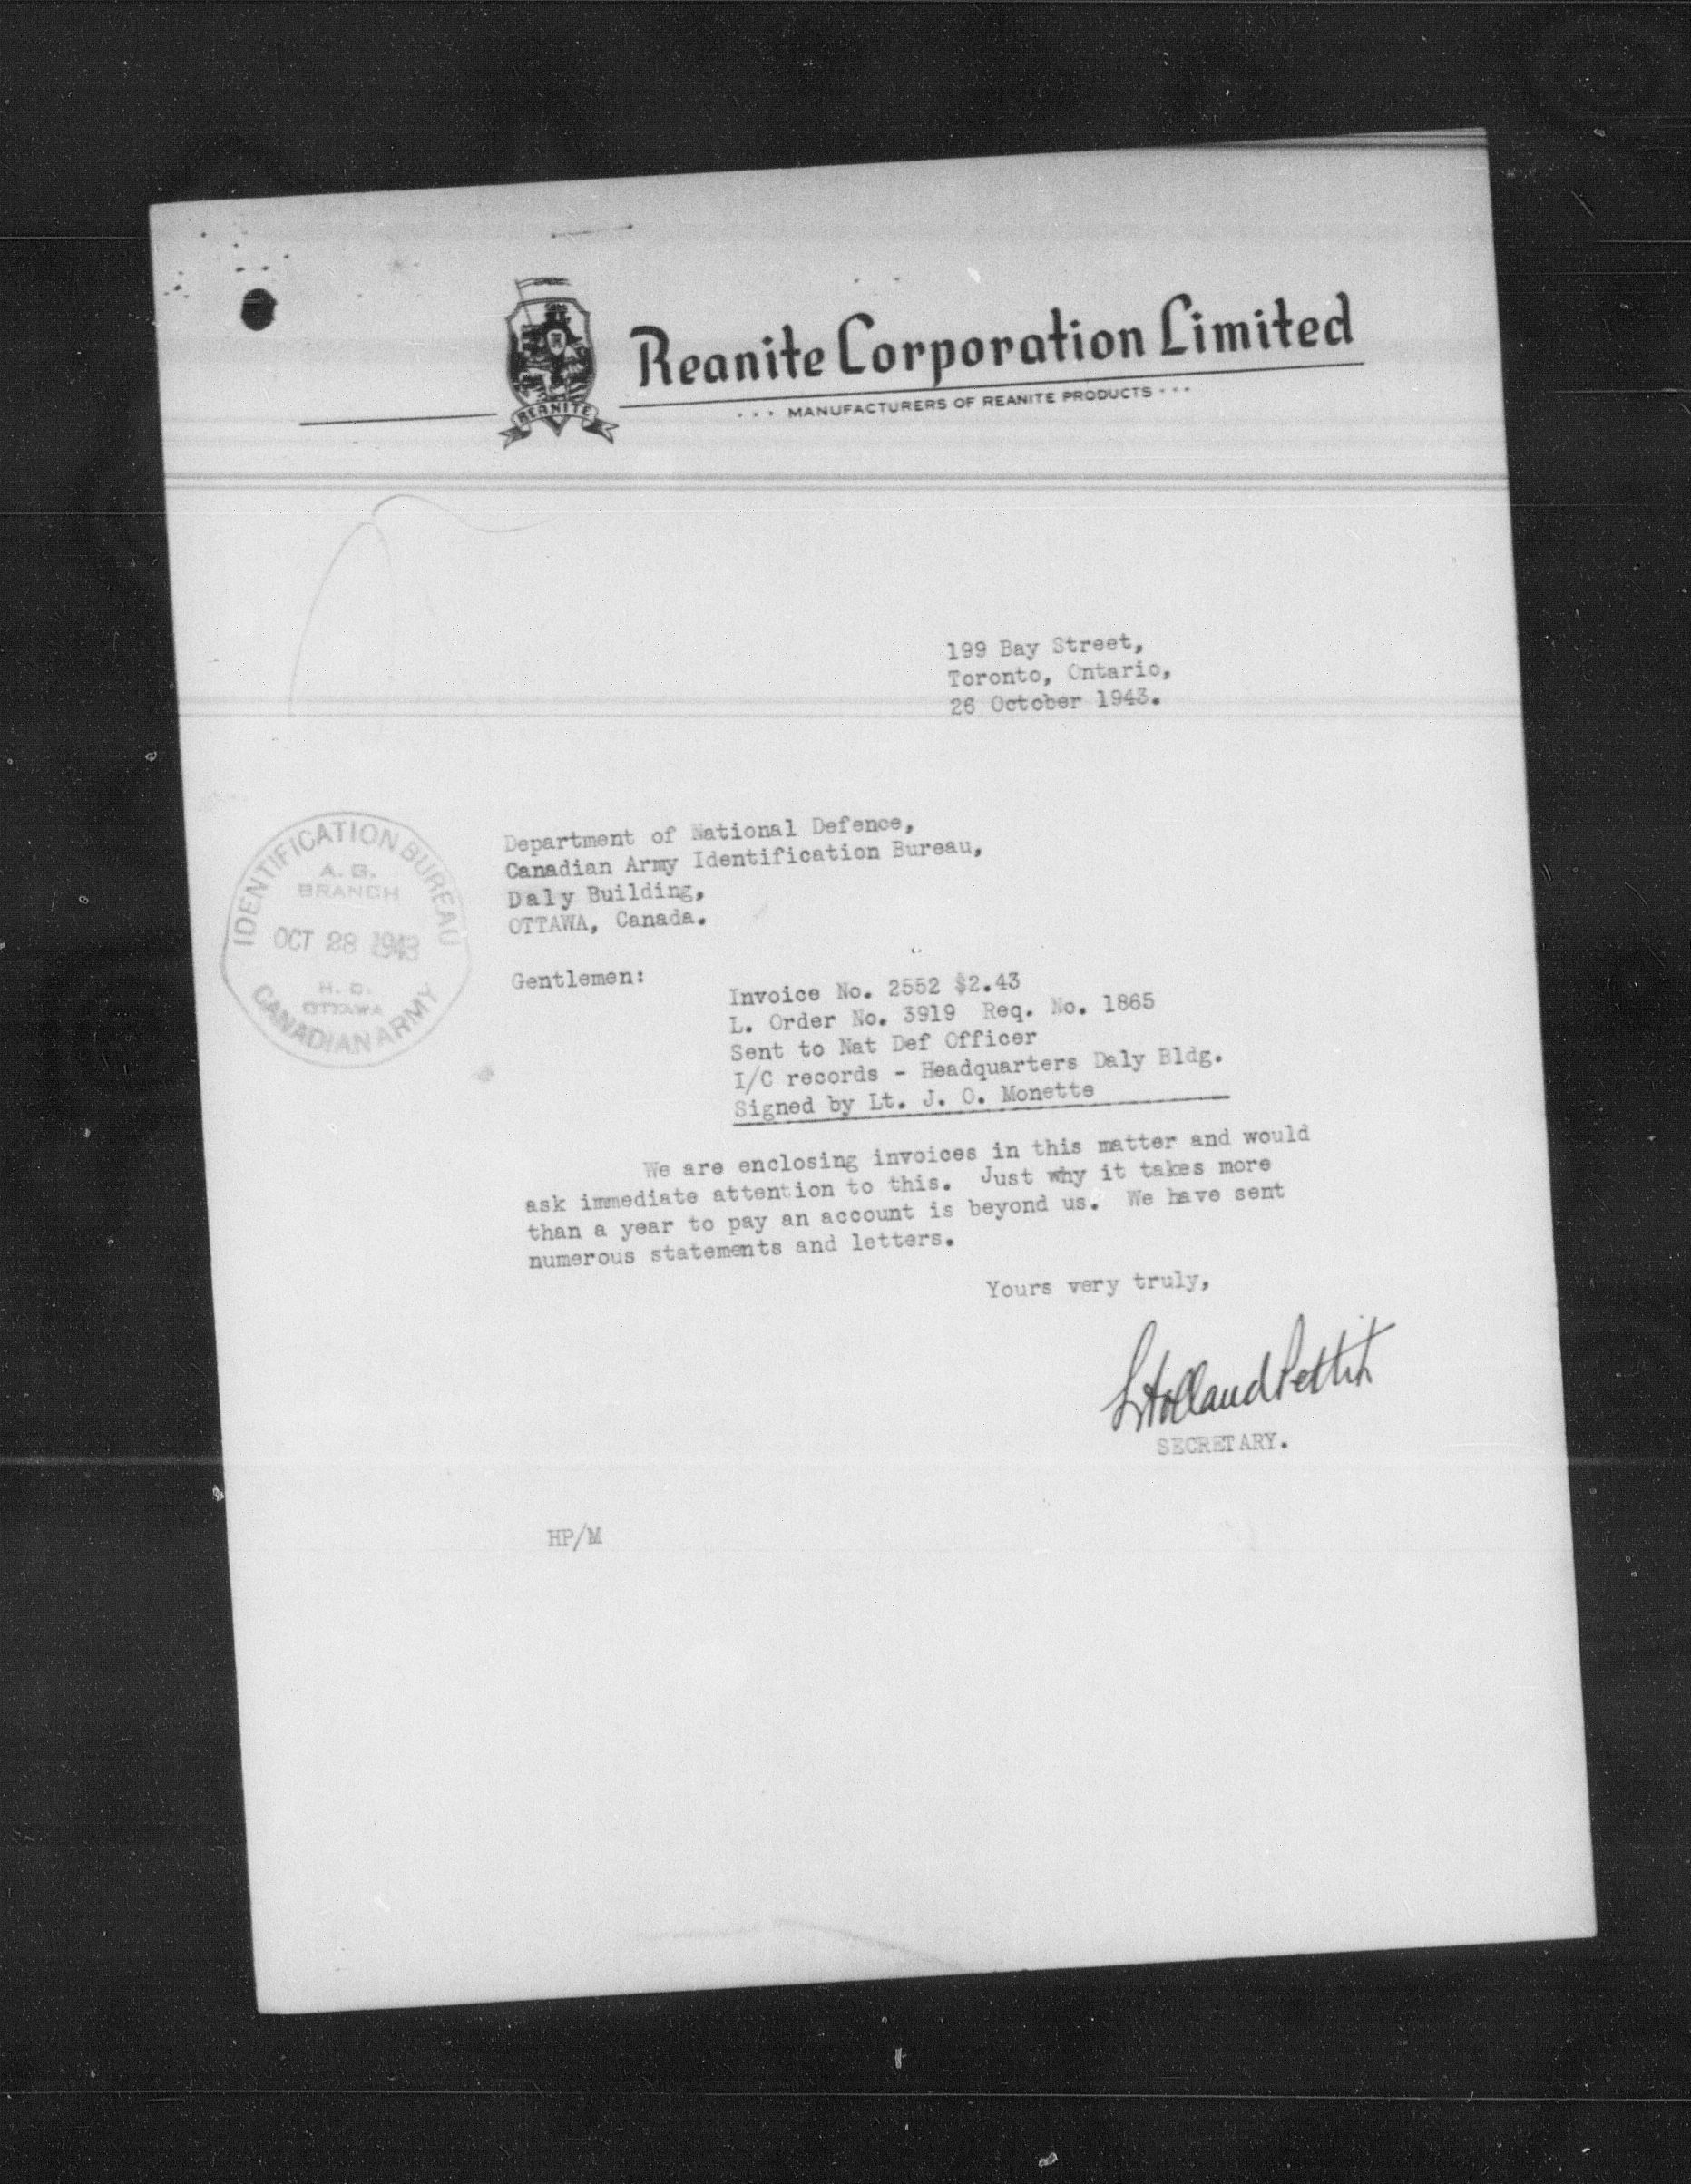 REANITE
Reanite Corporation Limited
· · · MANUFACTURERS OF REANITE PRODUCTS · · ·
199 Bay Street,
Toronto, Ontario,
26 October 1943.
IDENTIFICATION BUREAU
A. G.
BRANCH
OCT 28 1943
OTTAWA
CANADIAN ARMY
Department of National Defence,
Canadian Army Identification Bureau,
Daly Building,
OTTAWA, Canada.
Gentlemen:
Invoice No. 2552 $2.43
L. Order No. 3919 Req. No. 1865
Sent to Nat Def Officer
I/C records - Headquarters Daly Bldg.
Signed by Lt. J. O. Monette
We are enclosing invoices in this matter and would
ask immediate attention to this. Just why it takes more
than a year to pay an account is beyond us. We have sent
numerous statements and letters.
Yours very truly,
Holland Pettit
SECRETARY.
HP/M